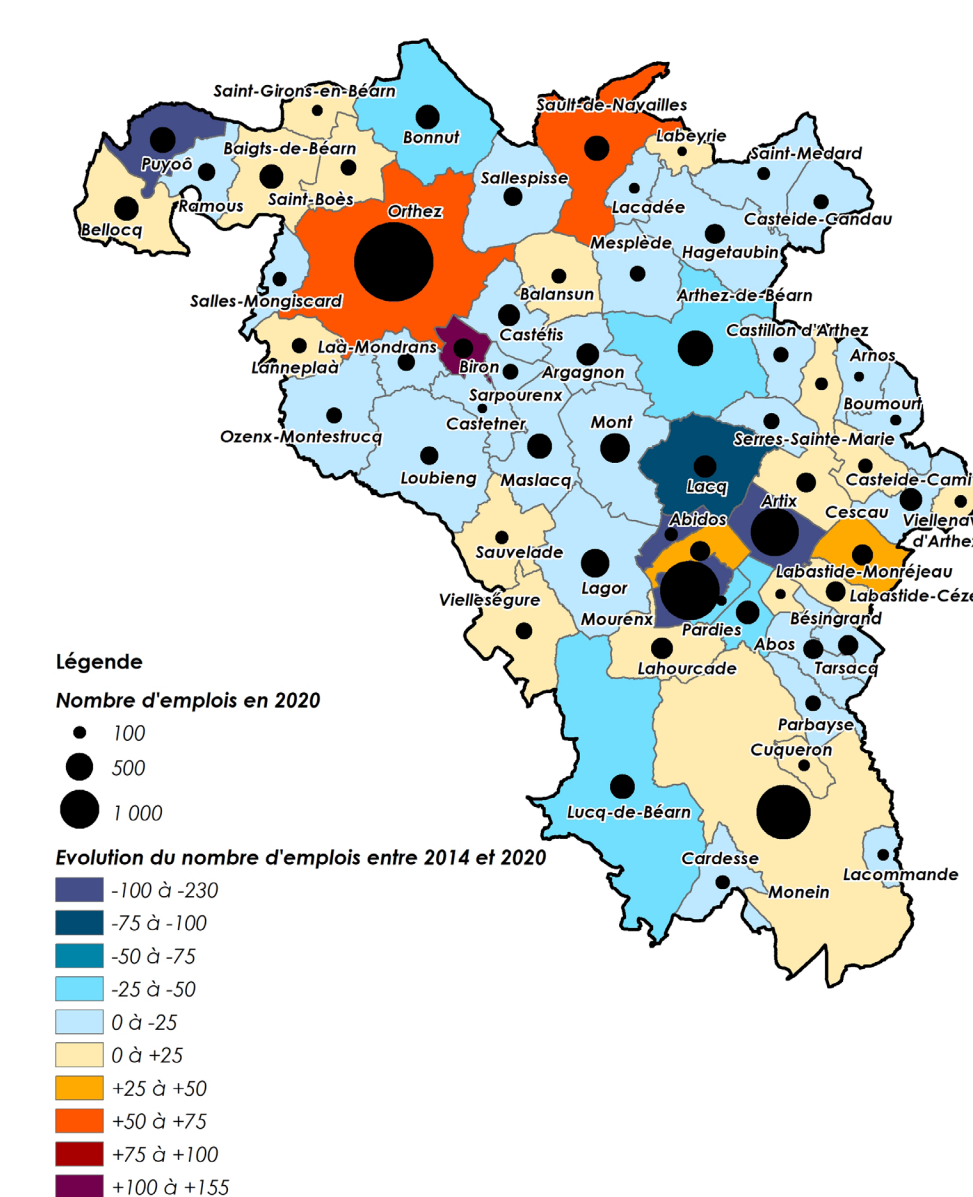 Saint-Girons-en-Béarn
Sault-de-Navailles
Bonnut
Labeyrie
Puyoô
Baigts-de-Béarn
Saint-Medard
Sallespisse
Ramous
Saint-Boès
Orthez
Lacadée
Casteide-Candau
Bellocq
Mesplède
Hagetaubin
Salles-Mongiscard
Balansun
Arthez-de-Béarn
Castétis
Castillon d'Arthez
Laà-Mondrans
Lanneplaà
Biron
Argagnon
Arnos
Sarpourenx
Boumourt
Castetner
Mont
Ozenx-Montestrucq
Serres-Sainte-Marie
Loubieng
Maslacq
Lacq
Casteide-Cami
Artix
Cescau
Abidos
Viellena
d'Arthe
Sauvelade
Labastide-Monréjeau
Lagor
Labastide-Céze
Vielleségure
Mourenx
Bésingrand
Pardies
Abos
Lahourcade
Tarsacq
Parbayse
Cuqueron
Lucq-de-Béarn
Cardesse
Lacommande
Monein
Légende
Nombre d'emplois en 2020
100
500
1 000
Evolution du nombre d'emplois entre 2014 et 2020
-100 à -230
-75 à -100
-50 à -75
-25 à -50
0 à -25
0 à +25
+25 à +50
+50 à +75
+75 à +100
+100 à +155